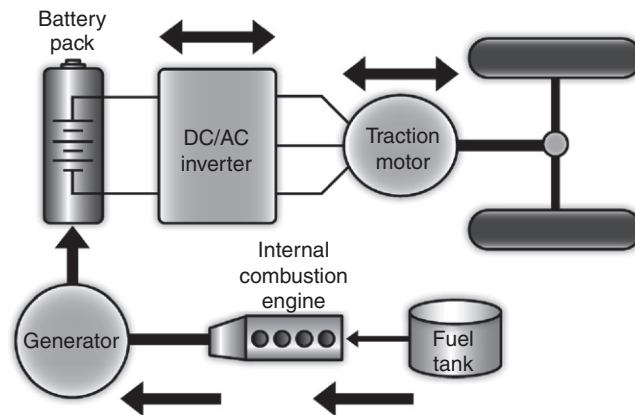 Battery
pack
DC/AC
inverter
Traction
motor
Internal
combustion
engine
Generator
Fuel
tank